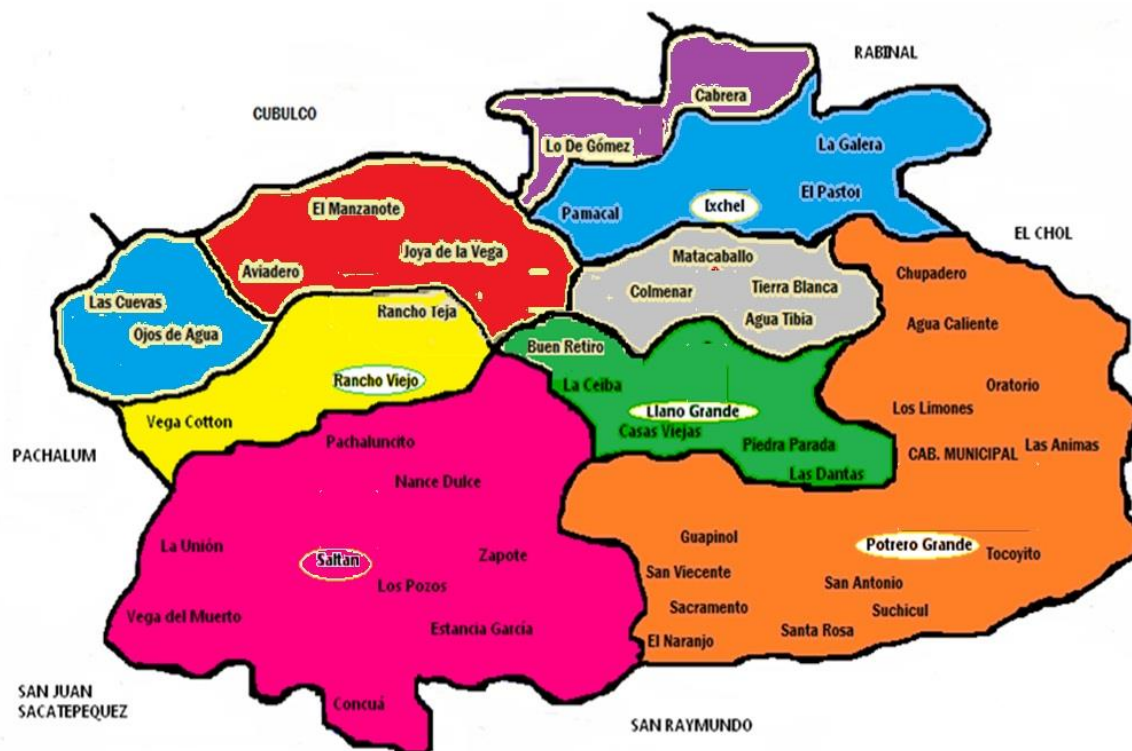 RABINAL
CUBULCO
Cabrera
Lo De Gómez
La Galera
El Pastor
Pamacal
Ixchel
EL CHOL
El Manzanote
Joya de la Vega
Aviadero
Matacaballo
Colmenar
Tierra Blanca
Agua Tibia
Chupadero
Agua Caliente
Las Cuevas
Ojos de Agua
Rancho Teja
Rancho Viejo
Vega Cotton
Buen Retiro
La Ceiba
Llano Grande
Casas Viejas
Piedra Parada
Las Dantas
Oratorio
Los Limones
CAB. MUNICIPAL
Las Animas
PACHALUM
Pachaluncito
Nance Dulce
La Unión
Saltan
Zapote
Los Pozos
Vega del Muerto
Estancia García
Concuá
Guapinol
Potrero Grande
Tocoyito
San Viecente
San Antonio
Sacramento
Suchicul
Santa Rosa
El Naranjo
SAN JUAN
SACATEPEQUEZ
SAN RAYMUNDO